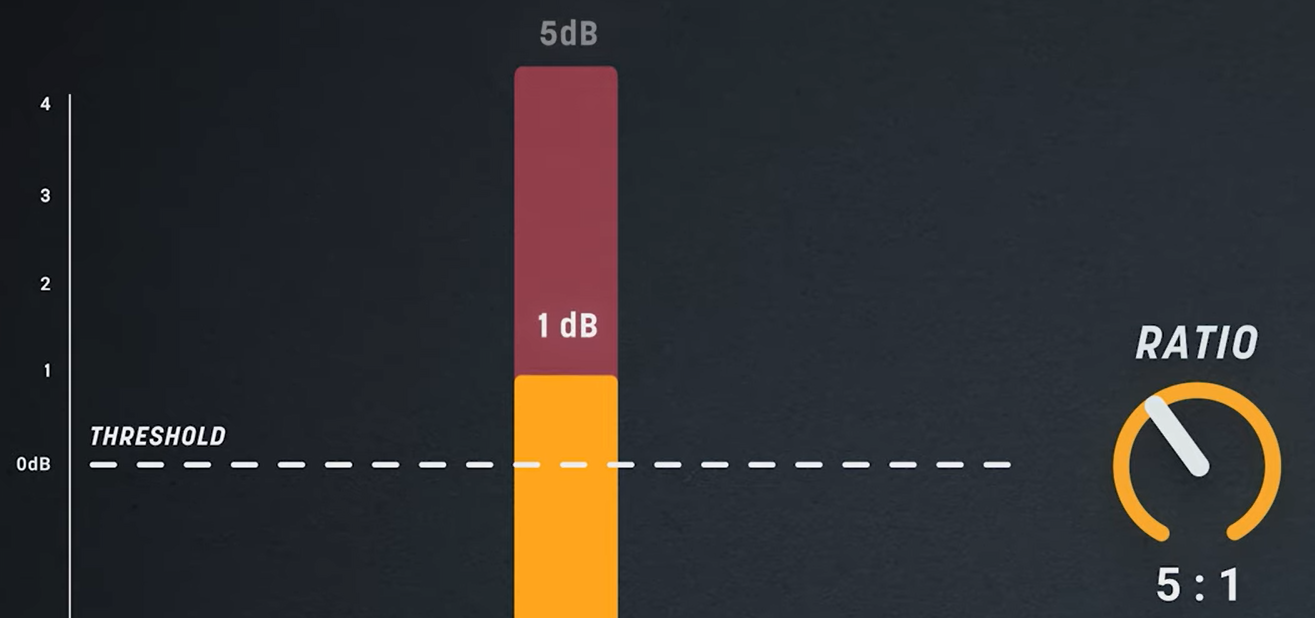 5dB
4
3
2
1 dB
1
RATIO
THRESHOLD
0dB
5 : 1